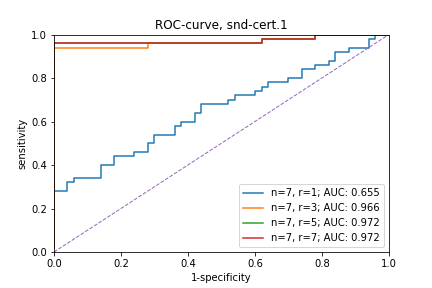 ROC-curve, snd-cert.1
1.0
0.8
0.6
0.4
0.2
0.0
sensitivity
n=7, r=1; AUC: 0.655
n=7, r=3; AUC: 0.966
n=7, r=5; AUC: 0.972
n=7, r=7; AUC: 0.972
0.0 0.2 0.4 0.6 0.8 1.0
1-specificity